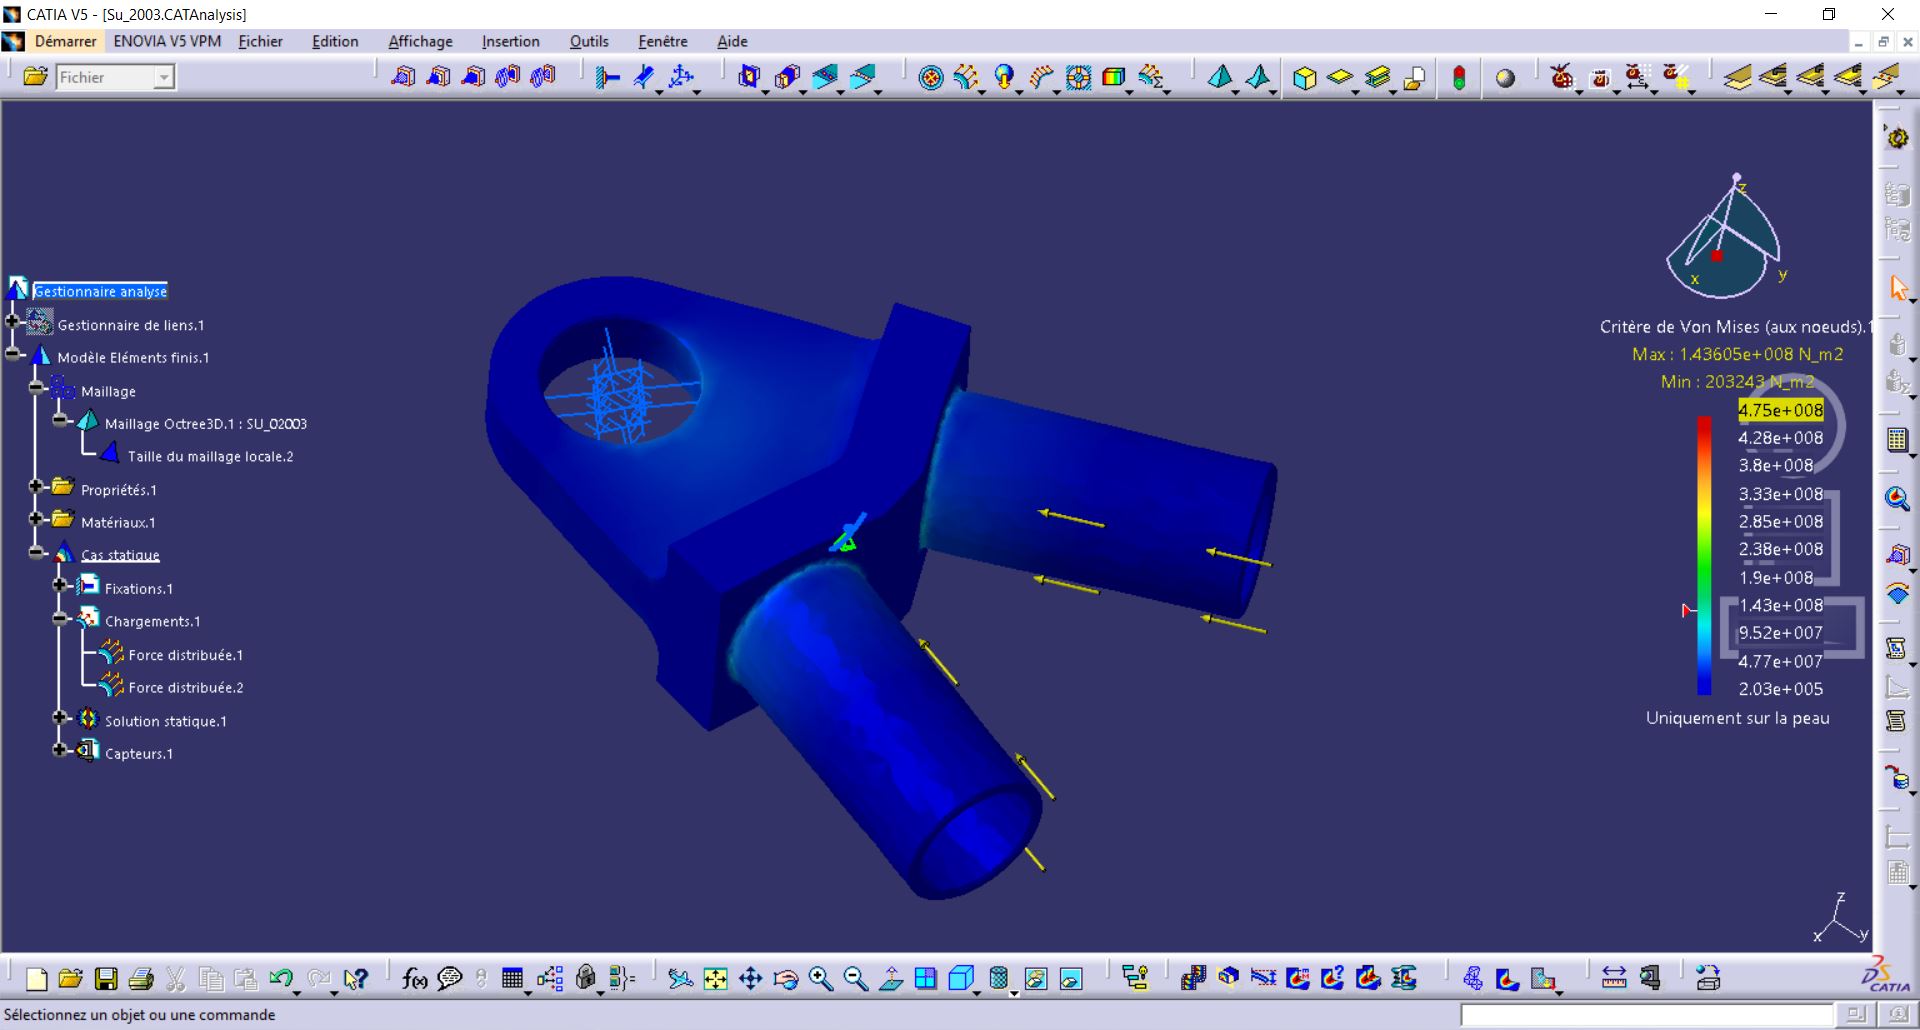 CATIA V5 - [Su_2003.CATAnalysis]
Démarrer ENOVIA V5 VPM Fichier Edition Affichage Insertion Outils Fenêtre Aide
Fichier
Gestionnaire analyse
Gestionnaire de liens.1
Modèle Eléments finis.1
Maillage
Maillage Octree3D.1 : SU_02003
Taille du maillage locale.2
Propriétés.1
Matériaux.1
Cas statique
Fixations.1
Chargements.1
Force distribuée.1
Force distribuée.2
Solution statique.1
Capteurs.1
z
x
y
Critère de Von Mises (aux noeuds).1
Max : 1.43605e+008 N_m2
Min : 203243 N_m2
4.75e+008
4.28e+008
3.8e+008
3.33e+008
2.85e+008
2.38e+008
1.9e+008
1.43e+008
9.52e+007
4.77e+007
2.03e+005
Uniquement sur la peau
z
x
y
f(x)
CATIA
Sélectionnez un objet ou une commande